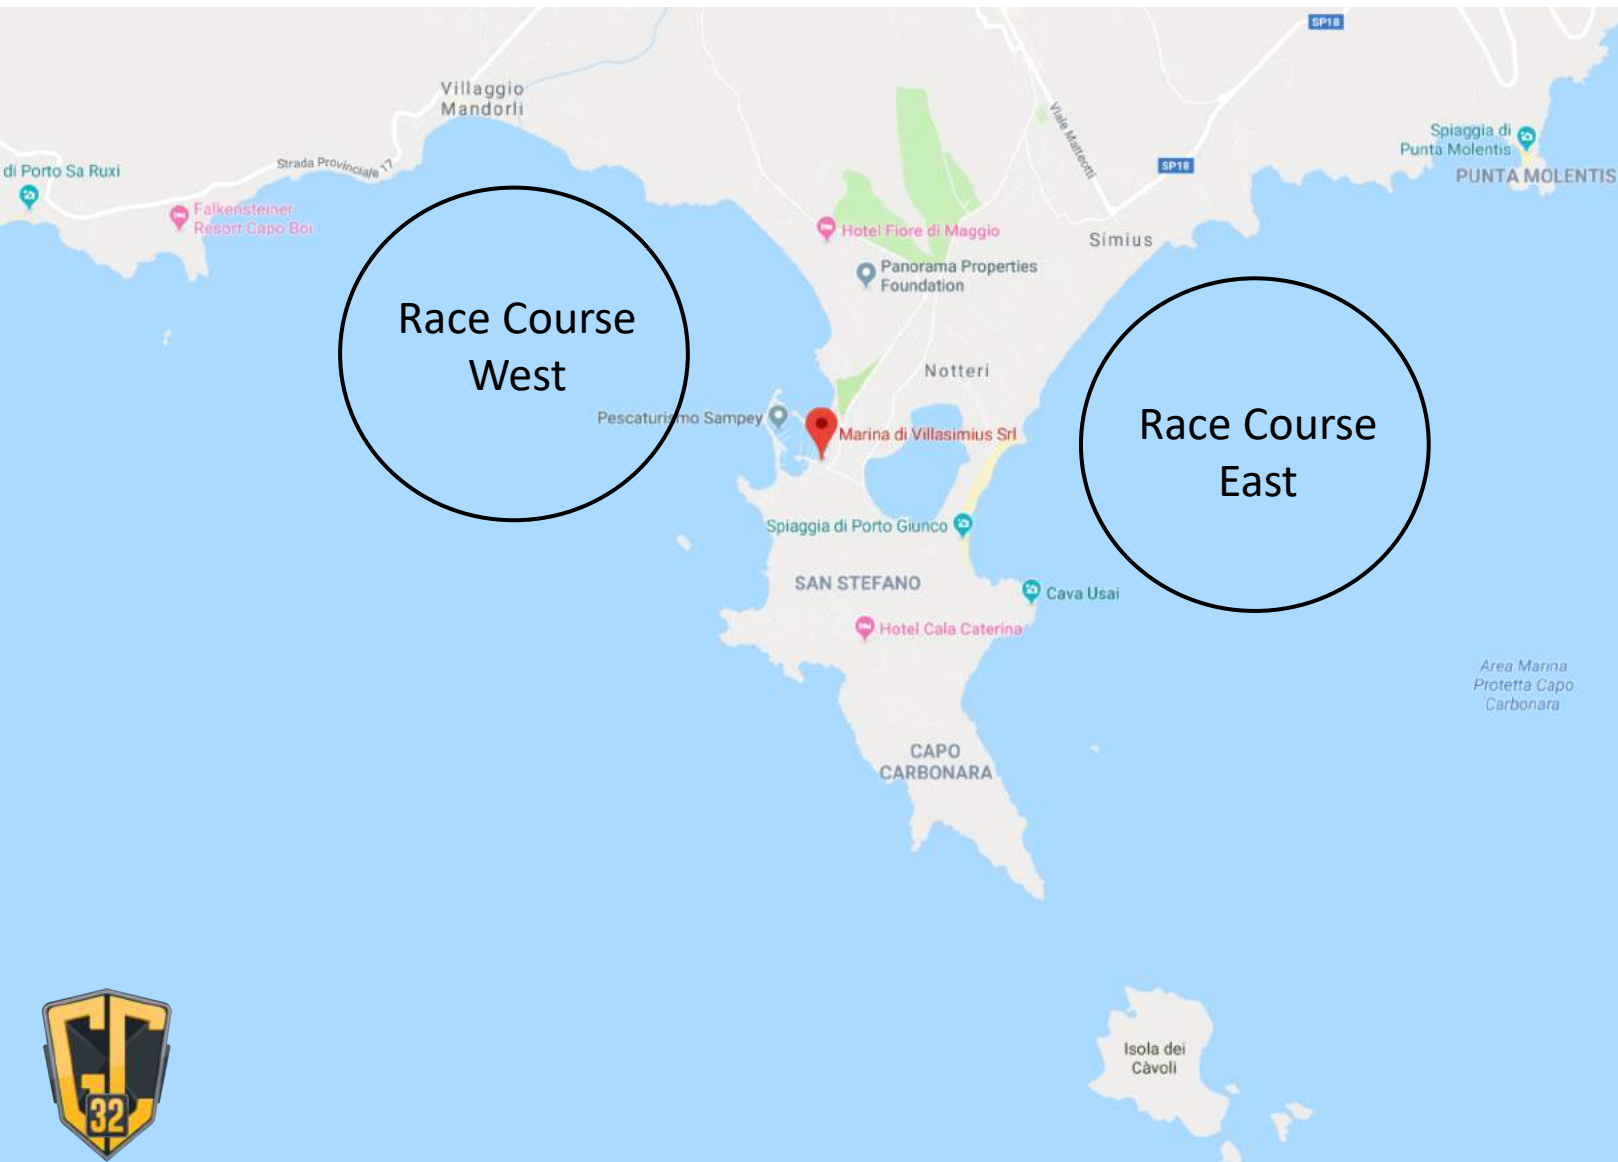 SP18
Villaggio
Mandorli
Viale Matteotti
Spiaggia di
Punta Molentis
di Porto Sa Ruxi
Strada Provinciale 17
SP18
PUNTA MOLENTIS
Falkensteiner
Resort Capo Boi
Hotel Fiore di Maggio
Simius
Panorama Properties
Foundation
Race Course
West
Notteri
Pescaturismo Sampey
Marina di Villasimius Srl
Race Course
East
Spiaggia di Porto Giunco
SAN STEFANO
Cava Usai
Hotel Cala Caterina
Area Marina
Protetta Capo
Carbonara
CAPO
CARBONARA
Isola dei
Càvoli
GC
32